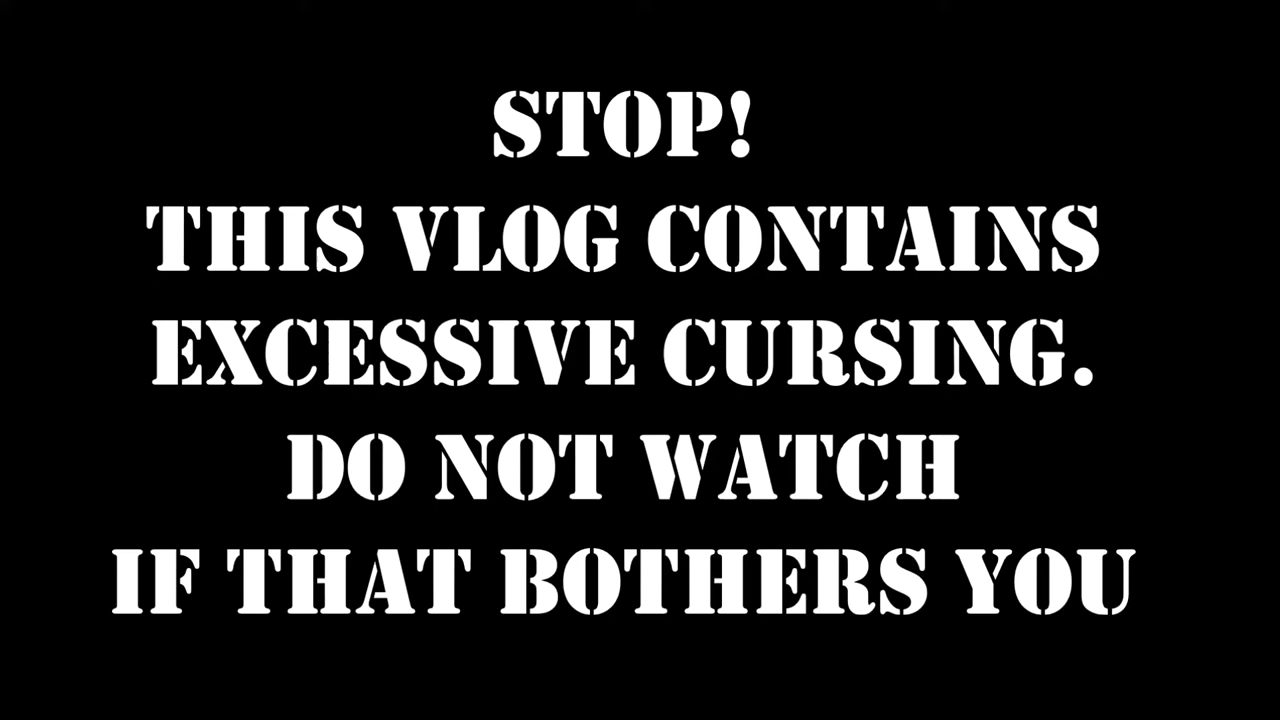 STOP!
THIS VLOG CONTAINS
EXCESSIVE CURSING.
DO NOT WATCH
IF THAT BOTHERS YOU